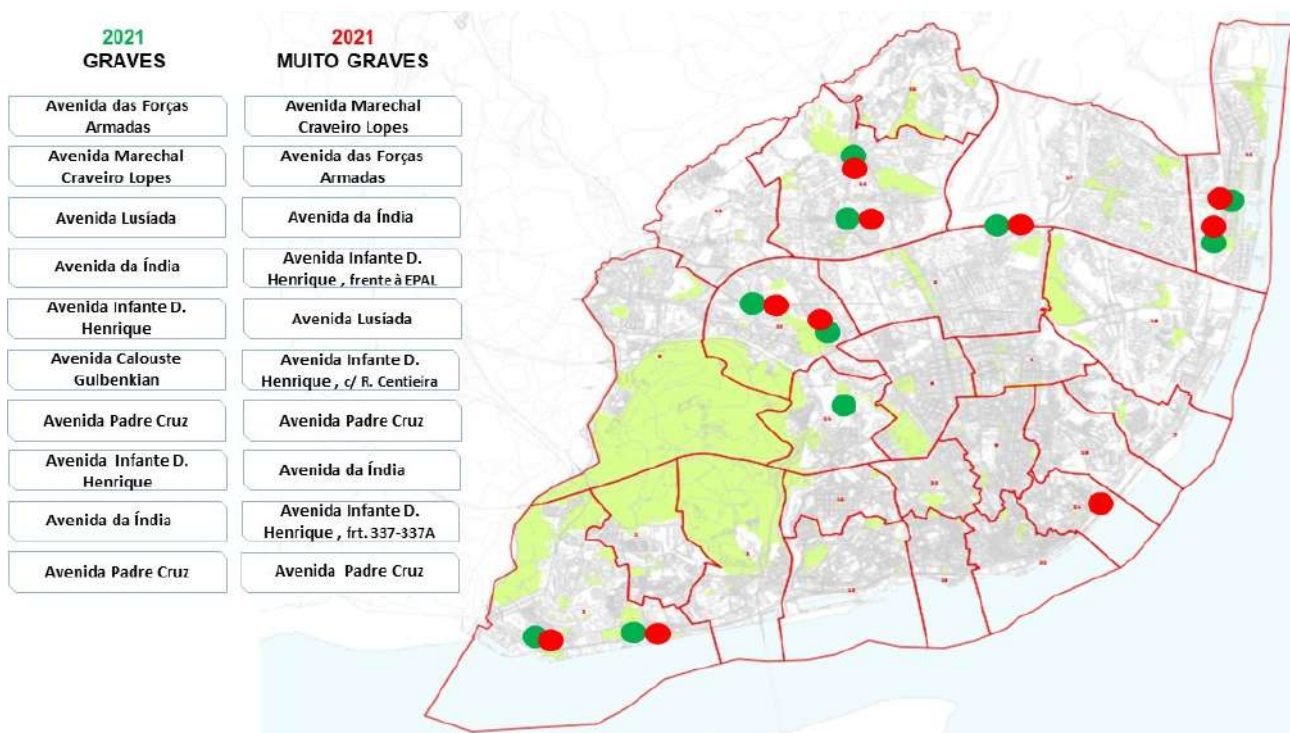 2021
GRAVES
Avenida das Forças
Armadas
Avenida Marechal
Craveiro Lopes
Avenida Lusíada
Avenida da Índia
Avenida Infante D.
Henrique
Avenida Calouste
Gulbenkian
Avenida Padre Cruz
Avenida Infante D.
Henrique
Avenida da Índia
Avenida Padre Cruz
2021
MUITO GRAVES
Avenida Marechal
Craveiro Lopes
Avenida das Forças
Armadas
Avenida da Índia
Avenida Infante D.
Henrique , frente à EPAL
Avenida Lusíada
Avenida Infante D.
Henrique , c/ R. Centieira
Avenida Padre Cruz
Avenida da Índia
Avenida Infante D.
Henrique , frt. 337-337A
Avenida Padre Cruz